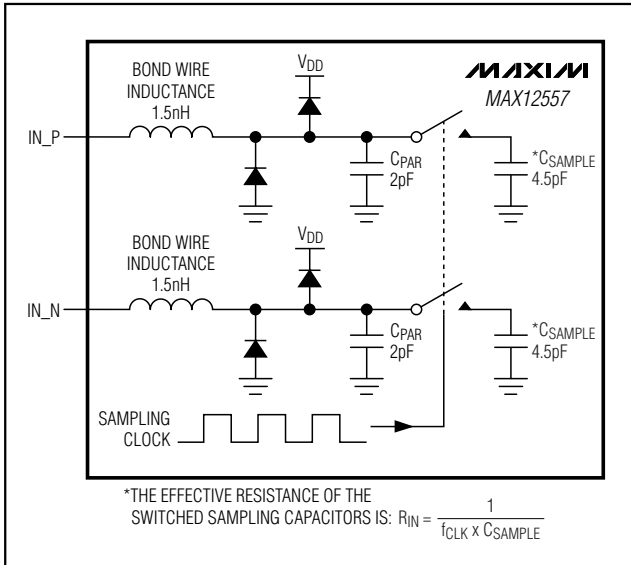 MAXIM
MAX12557
BOND WIRE
INDUCTANCE
1.5nH
VDD
IN_P
CPAR
2pF
*CSAMPLE
4.5pF
BOND WIRE
INDUCTANCE
1.5nH
VDD
IN_N
CPAR
2pF
*CSAMPLE
4.5pF
SAMPLING
CLOCK
*THE EFFECTIVE RESISTANCE OF THE
SWITCHED SAMPLING CAPACITORS IS: RIN = 1
fCLK x CSAMPLE